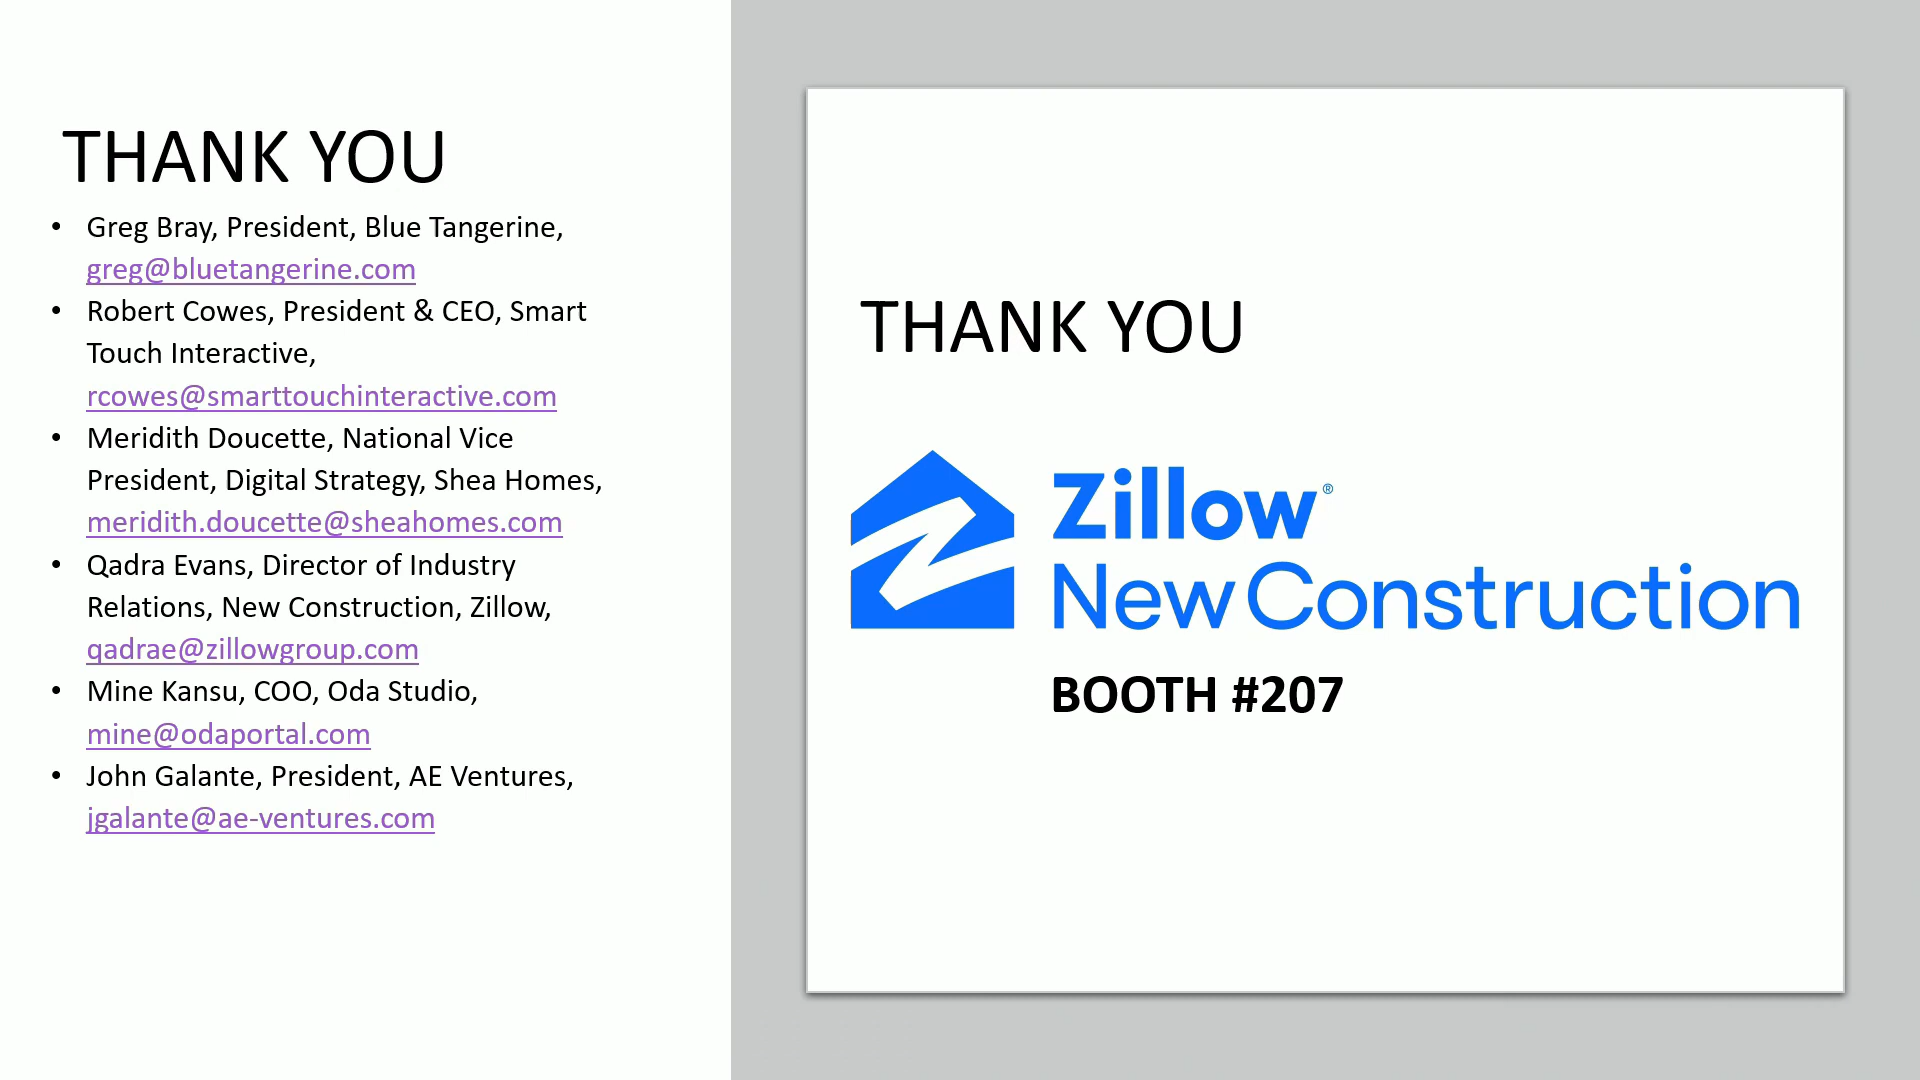 THANK YOU
• Greg Bray, President, Blue Tangerine,
greg@bluetangerine.com
• Robert Cowes, President & CEO, Smart
Touch Interactive,
rcowes@smarttouchinteractive.com
• Meridith Doucette, National Vice
President, Digital Strategy, Shea Homes,
meridith.doucette@sheahomes.com
• Qadra Evans, Director of Industry
Relations, New Construction, Zillow,
qadrae@zillowgroup.com
• Mine Kansu, COO, Oda Studio,
mine@odaportal.com
• John Galante, President, AE Ventures,
jgalante@ae-ventures.com
THANK YOU
Zillow®
New Construction
BOOTH #207